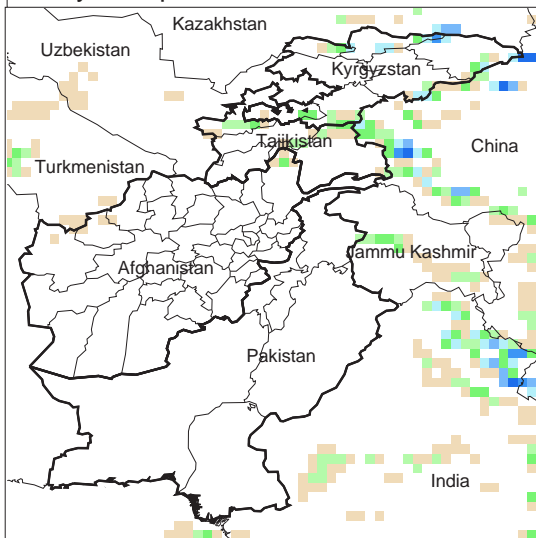 Kazakhstan
Uzbekistan
Kyrgyzstan
China
Tajikistan
Turkmenistan
Jammu Kashmir
Afghanistan
Pakistan
India